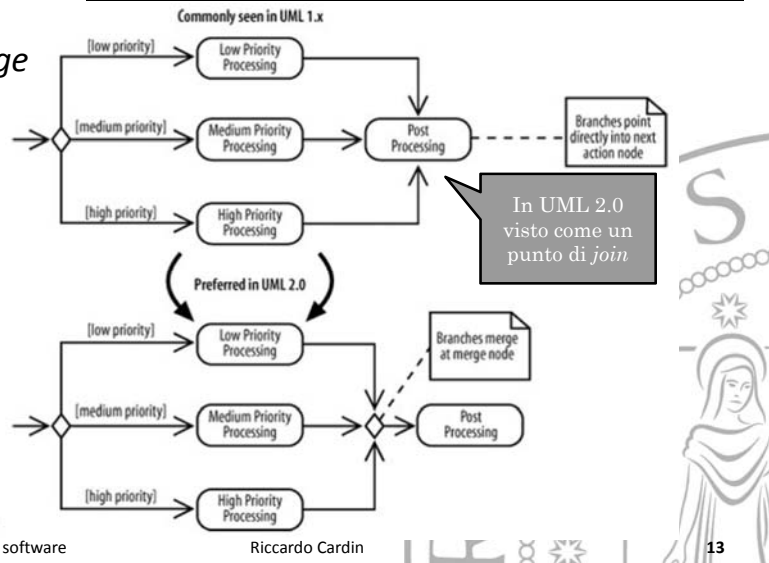 Commonly seen in UML 1.x
ge
[low priority]
Low Priority
Processing
[medium priority]
Medium Priority
Processing
Post
Processing
Branches point
directly into next
action node
[high priority]
High Priority
Processing
In UML 2.0
visto come un
punto di join
Preferred in UML 2.0
[low priority]
Low Priority
Processing
Branches merge
at merge node
[medium priority]
Medium Priority
Processing
Post
Processing
[high priority]
High Priority
Processing
software
Riccardo Cardin
13
S